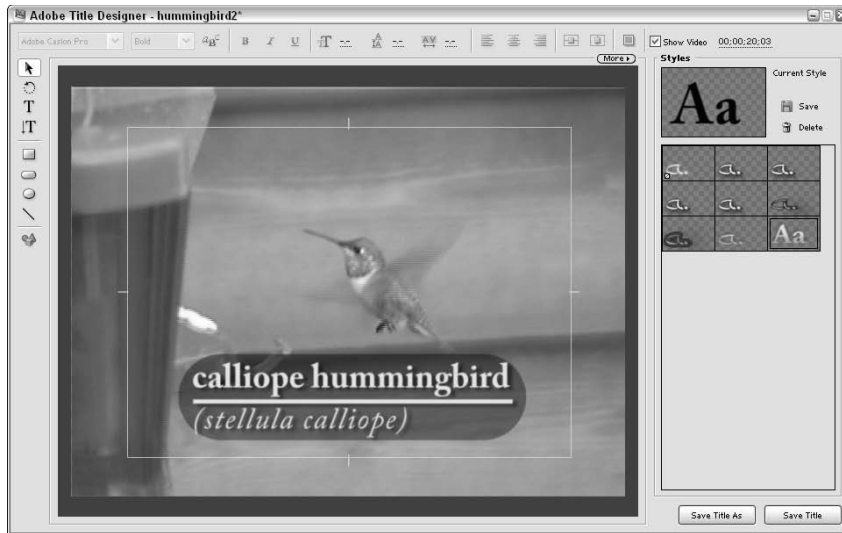 Adobe Title Designer - hummingbird2*
Adobe Caslon Pro
Bold
B I U
Show Video 00;00;20;03
More
Styles
Current Style
Aa
Save
Delete
T
T
a.
a.
a.
a.
a.
a.
a.
a.
Aa
calliope hummingbird
(stellula calliope)
Save Title As
Save Title